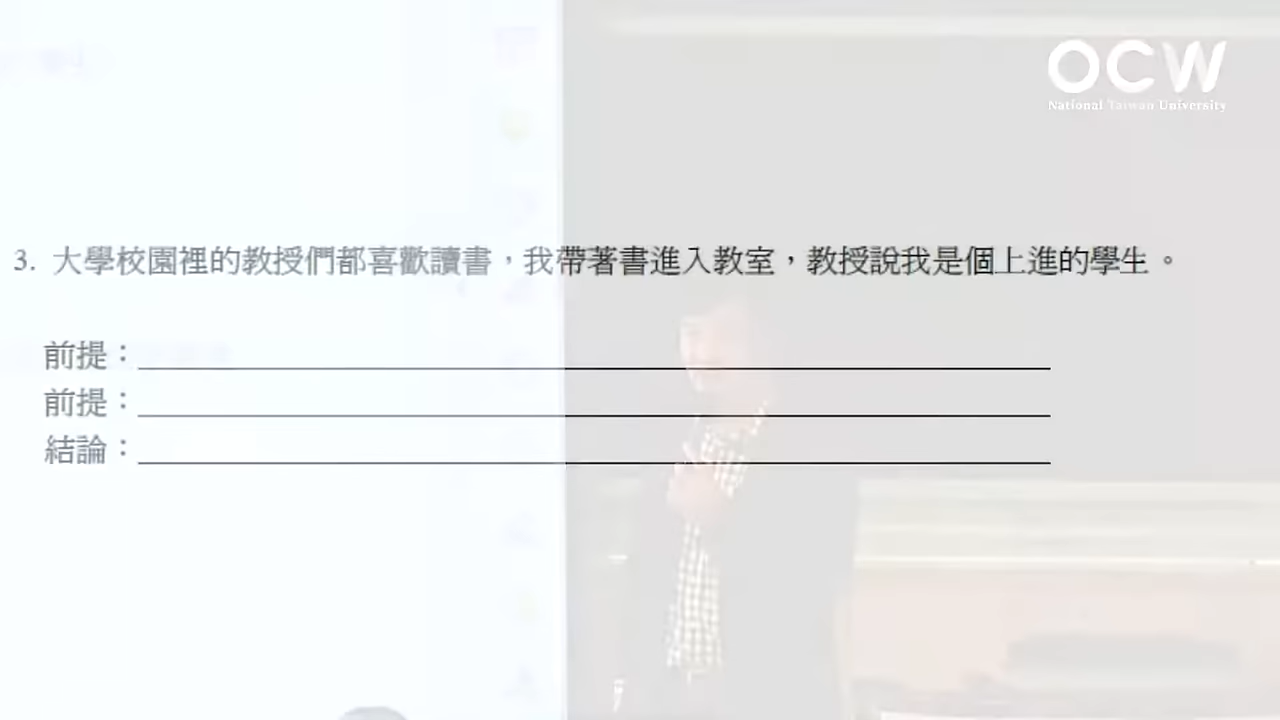 OCW
National Taiwan University
3. 大學校園裡的教授們都喜歡讀書，我帶著書進入教室，教授說我是個上進的學生。
前提：
前提：
結論：